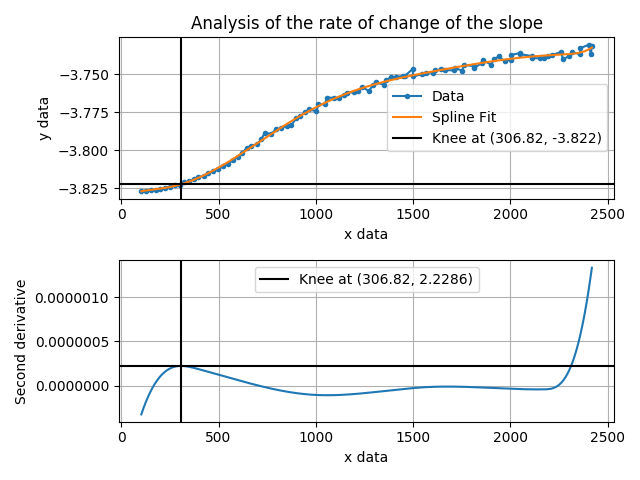 Analysis of the rate of change of the slope
y data
−3.750
−3.775
−3.800
−3.825
Data
Spline Fit
Knee at (306.82, -3.822)
0
500
1000
1500
2000
2500
x data
Second derivative
0.0000010
0.0000005
0.0000000
Knee at (306.82, 2.2286)
0
500
1000
1500
2000
2500
x data